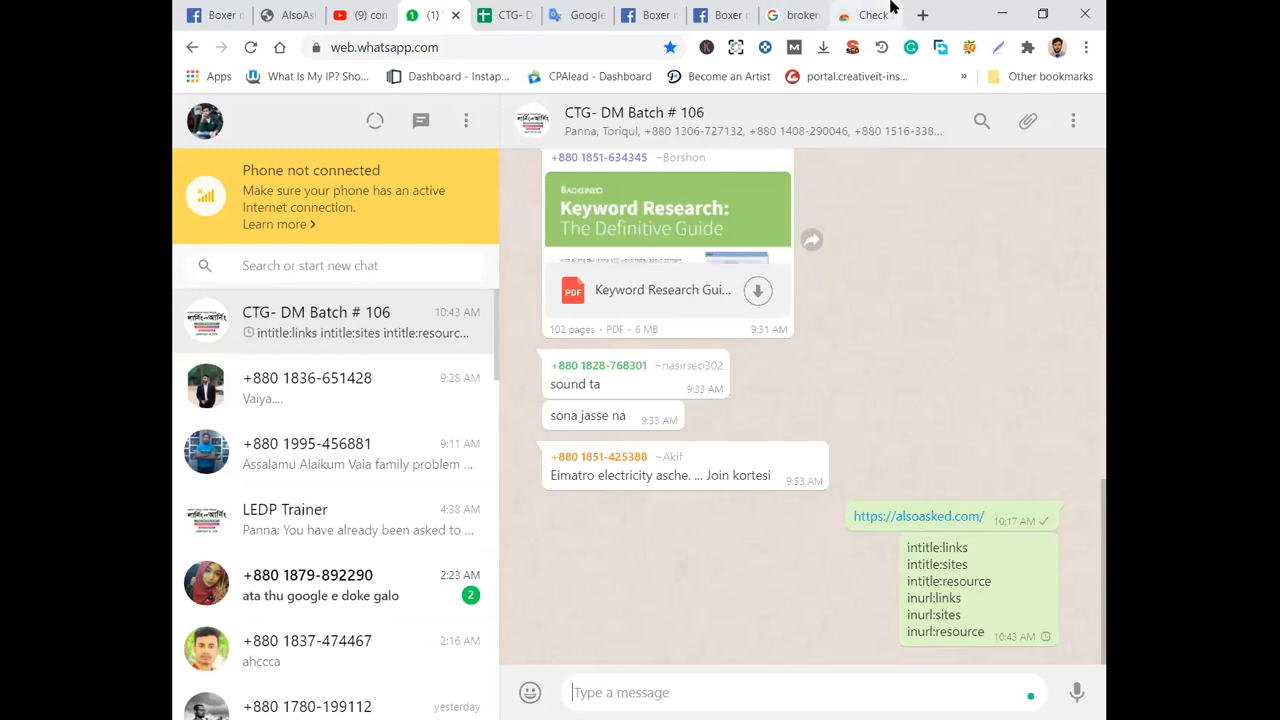 Boxer n
AlsoAs
(9) con
(1)
CTG- D
Google
Boxer n
Boxer
broken
Check
web.whatsapp.com
Apps
What Is My IP? Sho...
Dashboard - Instap...
CPAlead - Dashboard
Become an Artist
portal.creativeit-ins...
»
Other bookmarks
CTG- DM Batch # 106
Panna, Toriqul, +880 1306-727132, +880 1408-290046, +880 1516-338...
Phone not connected
Make sure your phone has an active
Internet connection.
Learn more >
Search or start new chat
CTG- DM Batch # 106 10:43 AM
intitle:links intitle:sites intitle:resourc...
+880 1836-651428 9:28 AM
Vaiya....
+880 1995-456881 9:11 AM
Assalamu Alaikum Vaia family problem ...
LEDP Trainer 4:38 AM
Panna: You have already been asked to ...
+880 1879-892290 2:23 AM
ata thu google e doke galo 2
+880 1837-474467 2:16 AM
ahccca
+880 1780-199112 yesterday
+880 1851-634345 ~Borshon
BACKLINKO
Keyword Research:
The Definitive Guide
PDF Keyword Research Gui...
102 pages • PDF • 6 MB 9:31 AM
+880 1828-768301 ~nasirseo302
sound ta 9:33 AM
sona jasse na 9:33 AM
+880 1851-425388 ~Akif
Eimatro electricity asche. ... Join kortesi 9:53 AM
https://alsoasked.com/ 10:17 AM
intitle:links
intitle:sites
intitle:resource
inurl:links
inurl:sites
inurl:resource 10:43 AM
Type a message